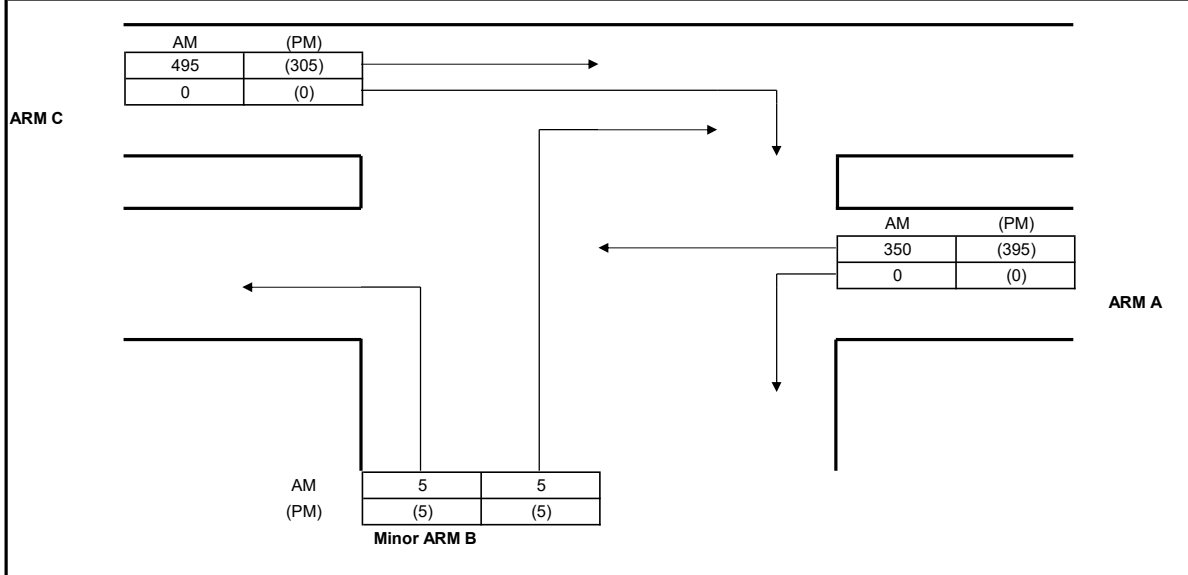 AM (PM)
495 (305)
0 (0)
ARM C
AM (PM)
350 (395)
0 (0)
ARM A
AM 5 5
(PM) (5) (5)
Minor ARM B